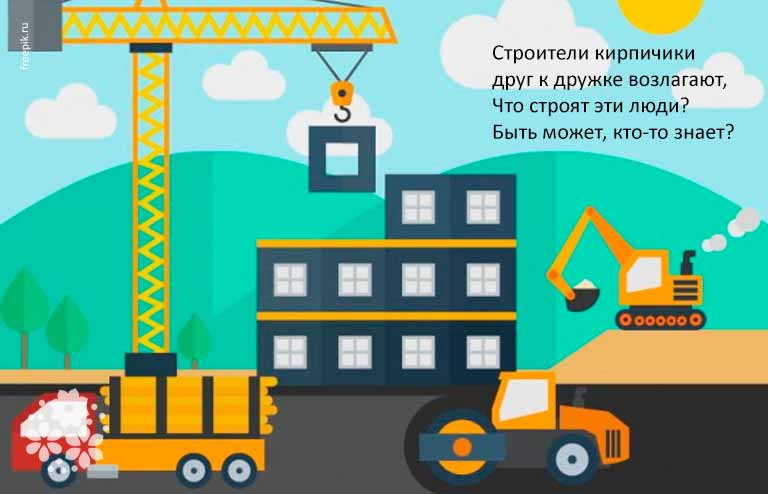 freepik.ru
Строители кирпичики
друг к дружке возлагают,
Что строят эти люди?
Быть может, кто-то знает?